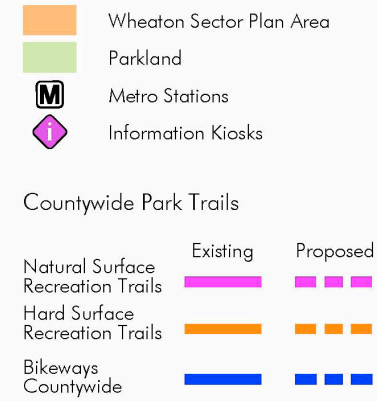 Wheaton Sector Plan Area
Parkland
M
Metro Stations
i
Information Kiosks
Countywide Park Trails
Existing
Proposed
Natural Surface
Recreation Trails
Hard Surface
Recreation Trails
Bikeways
Countywide